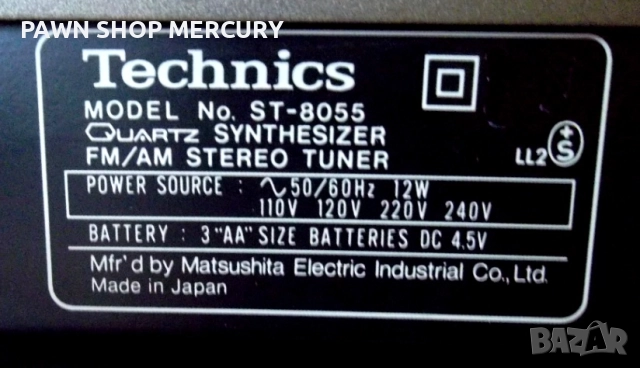 PAWN SHOP MERCURY
Technics
MODEL No. ST-8055
QUARTZ SYNTHESIZER
FM/AM STEREO TUNER
LL2 +S
POWER SOURCE : ∿50/60Hz 12W
110V 120V 220V 240V
BATTERY : 3 "AA" SIZE BATTERIES DC 4.5V
Mfr'd by Matsushita Electric Industrial Co., Ltd.
Made in Japan
BAZAR